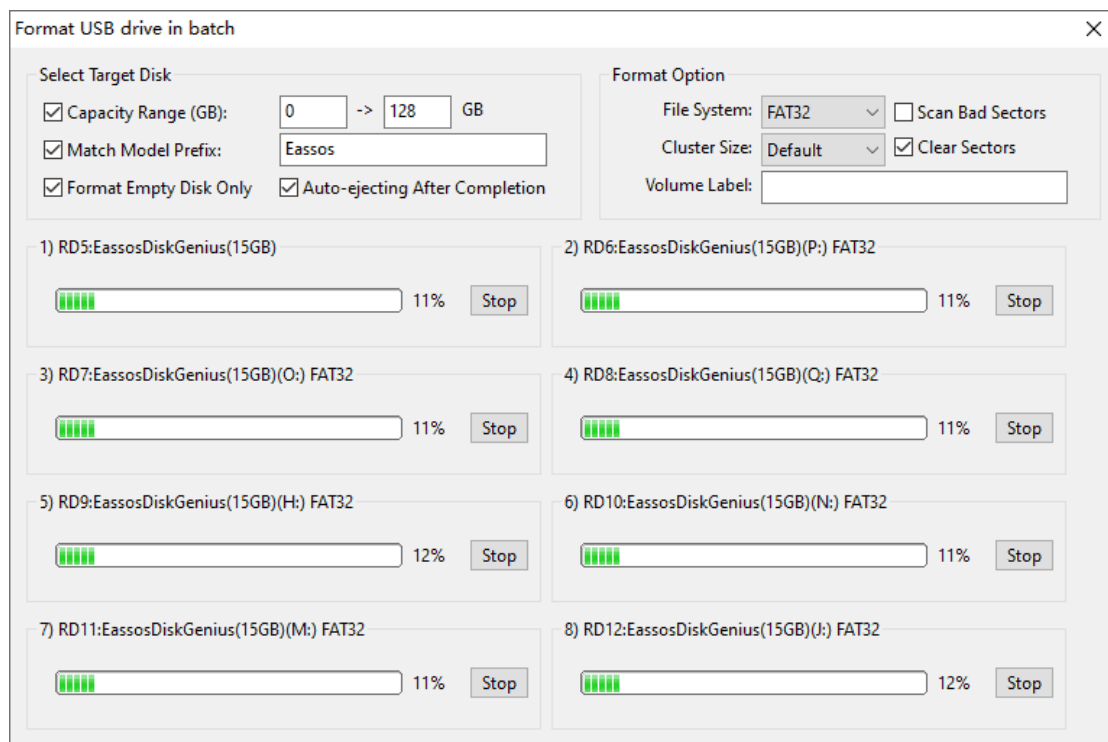 Format USB drive in batch
Select Target Disk
Capacity Range (GB): 0 -> 128 GB
Match Model Prefix: Eassos
Format Empty Disk Only Auto-ejecting After Completion
Format Option
File System: FAT32 Scan Bad Sectors
Cluster Size: Default Clear Sectors
Volume Label:
1) RD5:EassosDiskGenius(15GB)
11% Stop
2) RD6:EassosDiskGenius(15GB)(P:) FAT32
11% Stop
3) RD7:EassosDiskGenius(15GB)(O:) FAT32
11% Stop
4) RD8:EassosDiskGenius(15GB)(Q:) FAT32
11% Stop
5) RD9:EassosDiskGenius(15GB)(H:) FAT32
12% Stop
6) RD10:EassosDiskGenius(15GB)(N:) FAT32
11% Stop
7) RD11:EassosDiskGenius(15GB)(M:) FAT32
11% Stop
8) RD12:EassosDiskGenius(15GB)(J:) FAT32
12% Stop